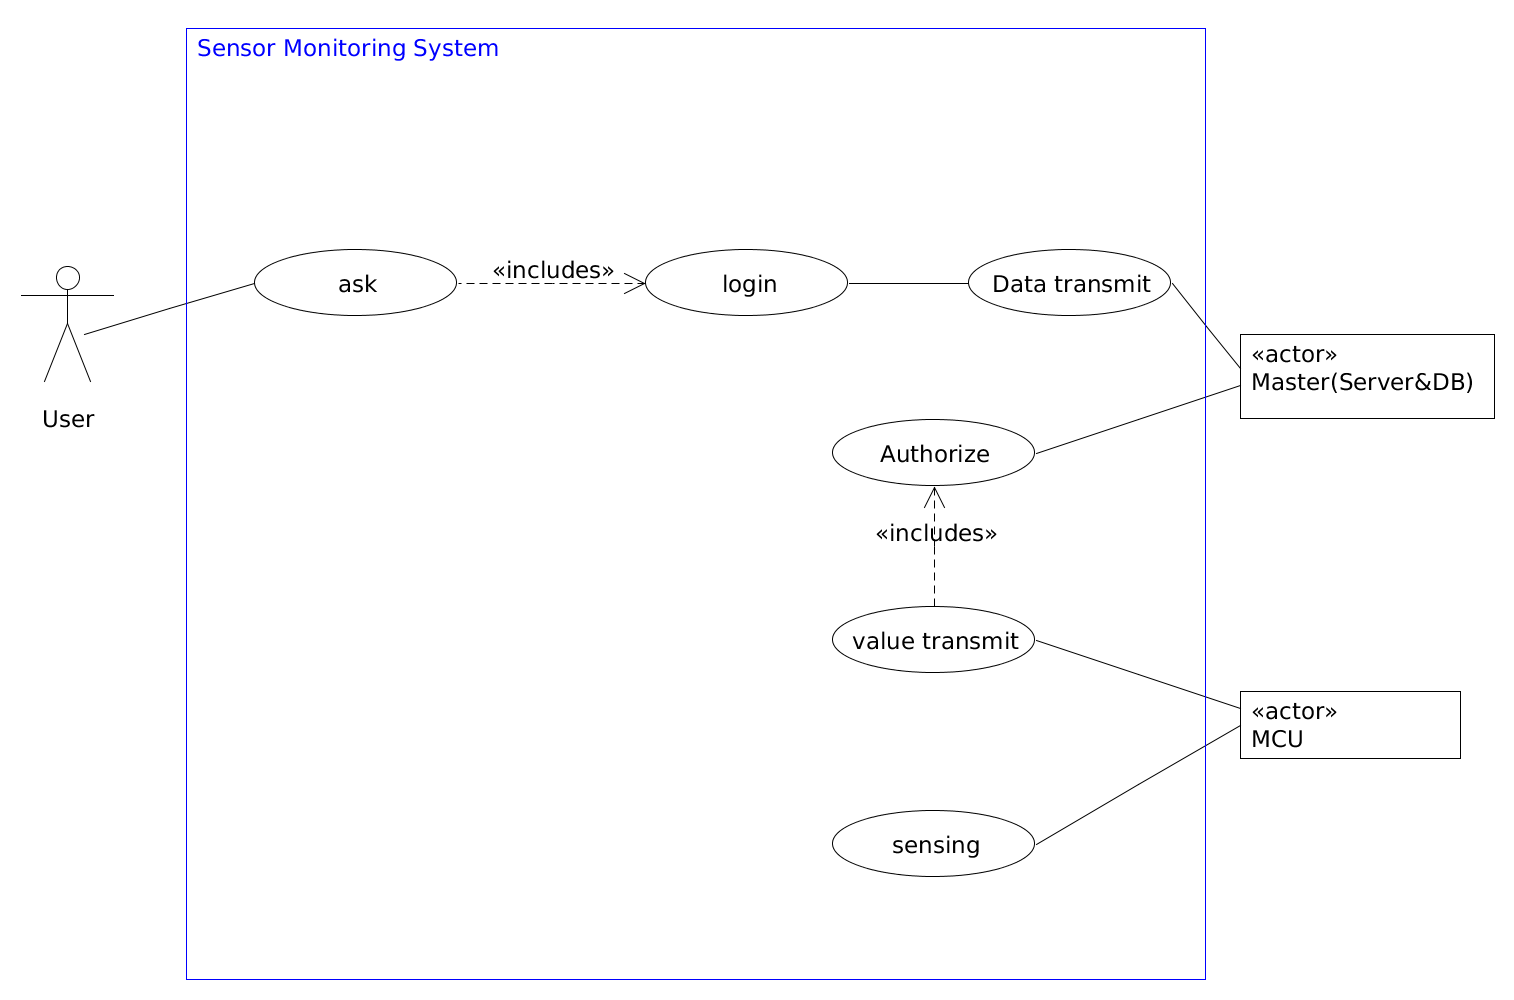 Sensor Monitoring System
«includes»
ask
login
Data transmit
«actor»
Master(Server&DB)
User
Authorize
«includes»
value transmit
«actor»
MCU
sensing